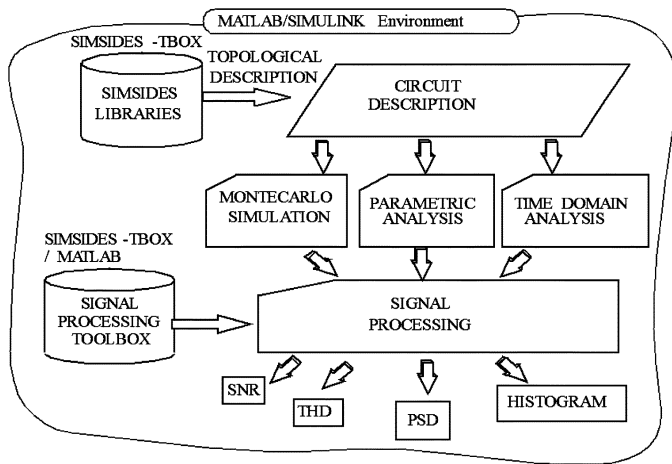 MATLAB/SIMULINK Environment
SIMSIDES -TBOX
TOPOLOGICAL
DESCRIPTION
SIMSIDES
LIBRARIES
CIRCUIT
DESCRIPTION
MONTECARLO
SIMULATION
PARAMETRIC
ANALYSIS
TIME DOMAIN
ANALYSIS
SIMSIDES -TBOX
/ MATLAB
SIGNAL
PROCESSING
TOOLBOX
SIGNAL
PROCESSING
SNR
THD
PSD
HISTOGRAM